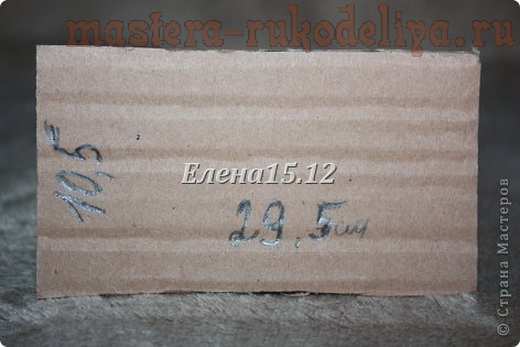 mastera-rukodeliya.ru
10,5
Елена15.12
29,5см
© Страна Мастеров